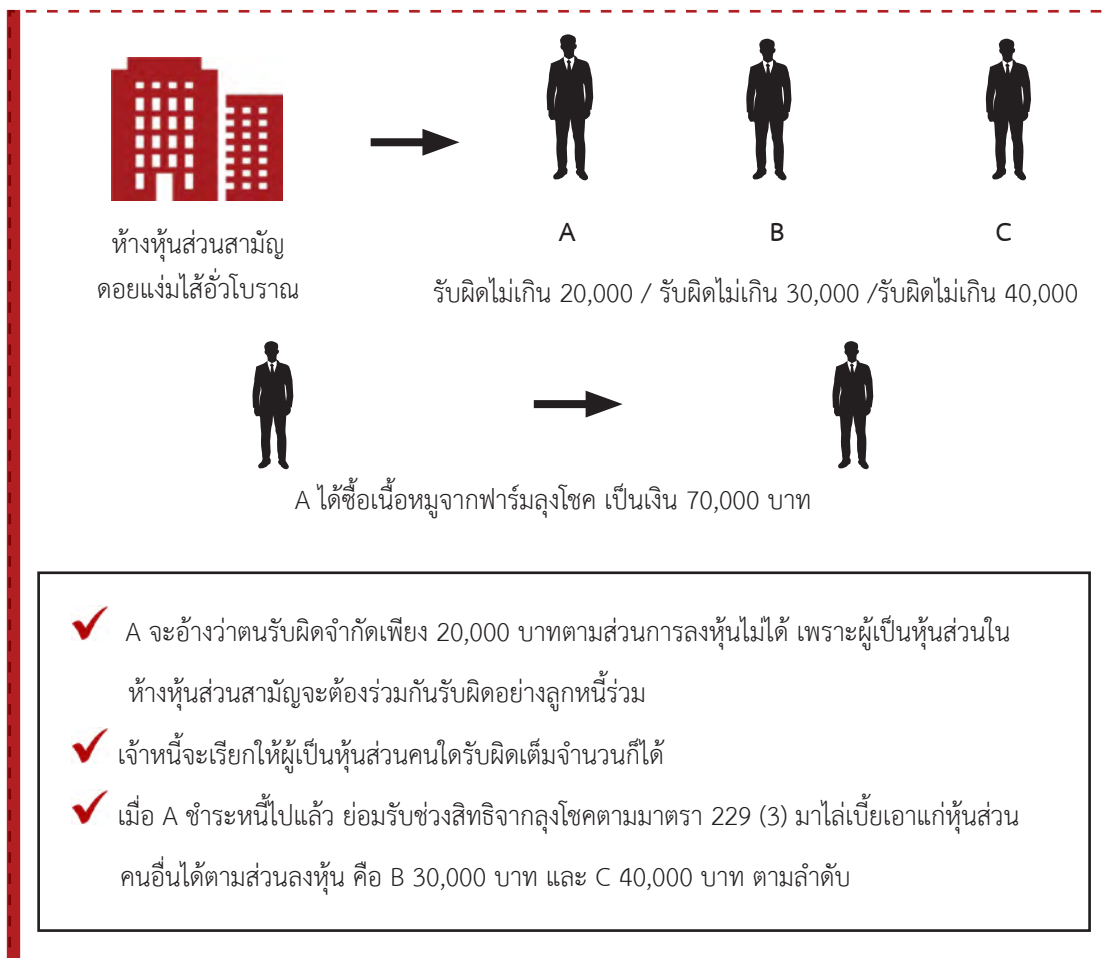 ห้างหุ้นส่วนสามัญ
ดอยแง่มไส้อั่วโบราณ
A B C
รับผิดไม่เกิน 20,000 / รับผิดไม่เกิน 30,000 /รับผิดไม่เกิน 40,000
A ได้ซื้อเนื้อหมูจากฟาร์มลุงโชค เป็นเงิน 70,000 บาท
A จะอ้างว่าตนรับผิดจำกัดเพียง 20,000 บาทตามส่วนการลงหุ้นไม่ได้ เพราะผู้เป็นหุ้นส่วนใน
ห้างหุ้นส่วนสามัญจะต้องร่วมกันรับผิดอย่างลูกหนี้ร่วม
เจ้าหนี้จะเรียกให้ผู้เป็นหุ้นส่วนคนใดรับผิดเต็มจำนวนก็ได้
เมื่อ A ชำระหนี้ไปแล้ว ย่อมรับช่วงสิทธิจากลุงโชคตามมาตรา 229 (3) มาไล่เบี้ยเอาแก่หุ้นส่วน
คนอื่นได้ตามส่วนลงหุ้น คือ B 30,000 บาท และ C 40,000 บาท ตามลำดับ